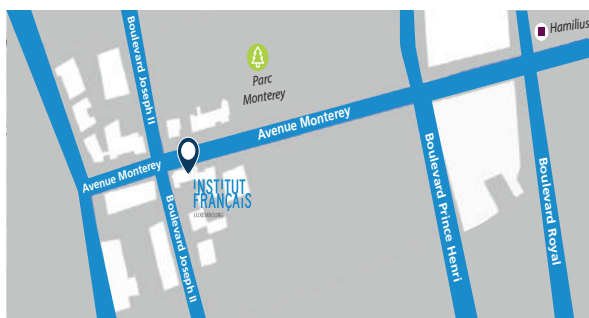 Boulevard Joseph II
Hamilius
Parc
Monterey
Avenue Monterey
Avenue Monterey
INSTITUT
FRANÇAIS
LUXEMBOURG
Boulevard Joseph II
Boulevard Prince Henri
Boulevard Royal